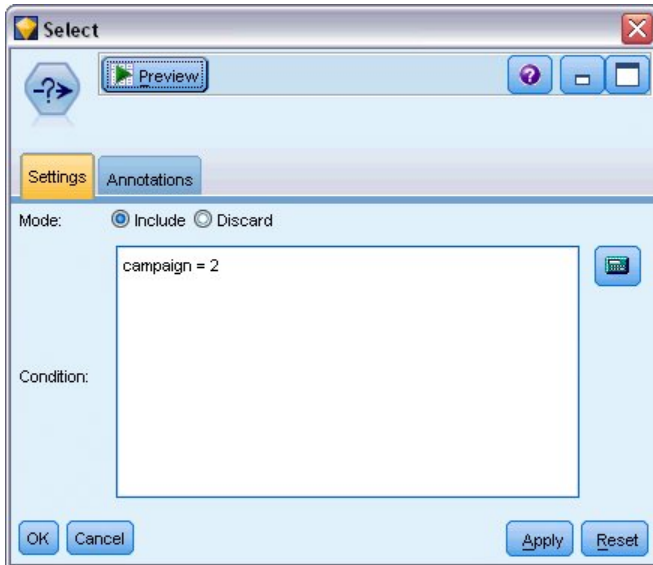 Select
-?>
Preview
?
Settings Annotations
Mode: Include Discard
campaign = 2
Condition:
OK Cancel Apply Reset